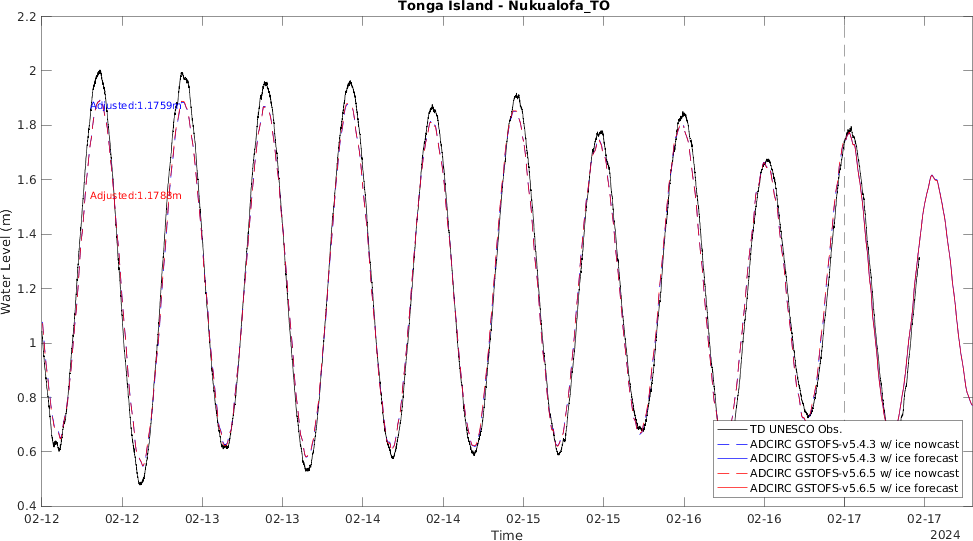 Tonga Island - Nukualofa_TO
2.2
2
1.8
1.6
1.4
1.2
1
0.8
0.6
0.4
Water Level (m)
Adjusted:1.1759m
Adjusted:1.1783m
TD UNESCO Obs.
ADCIRC GSTOFS-v5.4.3 w/ ice nowcast
ADCIRC GSTOFS-v5.4.3 w/ ice forecast
ADCIRC GSTOFS-v5.6.5 w/ ice nowcast
ADCIRC GSTOFS-v5.6.5 w/ ice forecast
02-12 02-12 02-13 02-13 02-14 02-14 02-15 02-15 02-16 02-16 02-17 02-17
Time
2024